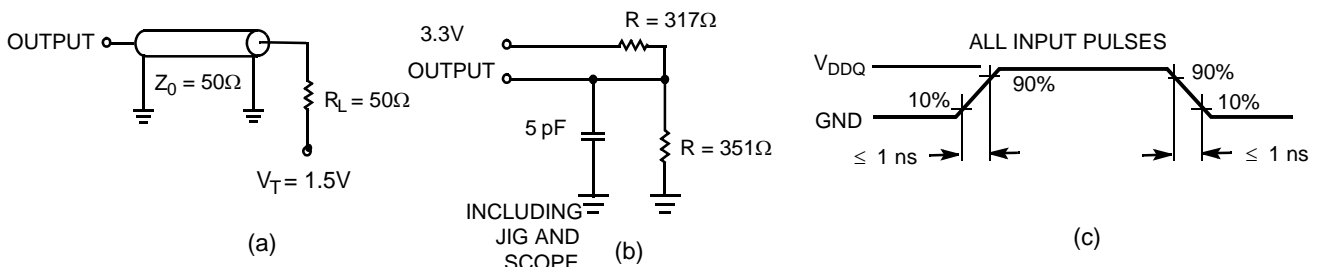 OUTPUT
Z0 = 50Ω
RL = 50Ω
VT = 1.5V
(a)
R = 317Ω
3.3V
OUTPUT
5 pF
R = 351Ω
INCLUDING
JIG AND
SCOPE
(b)
ALL INPUT PULSES
VDDQ
90%
90%
10%
10%
GND
≤ 1 ns
≤ 1 ns
(c)